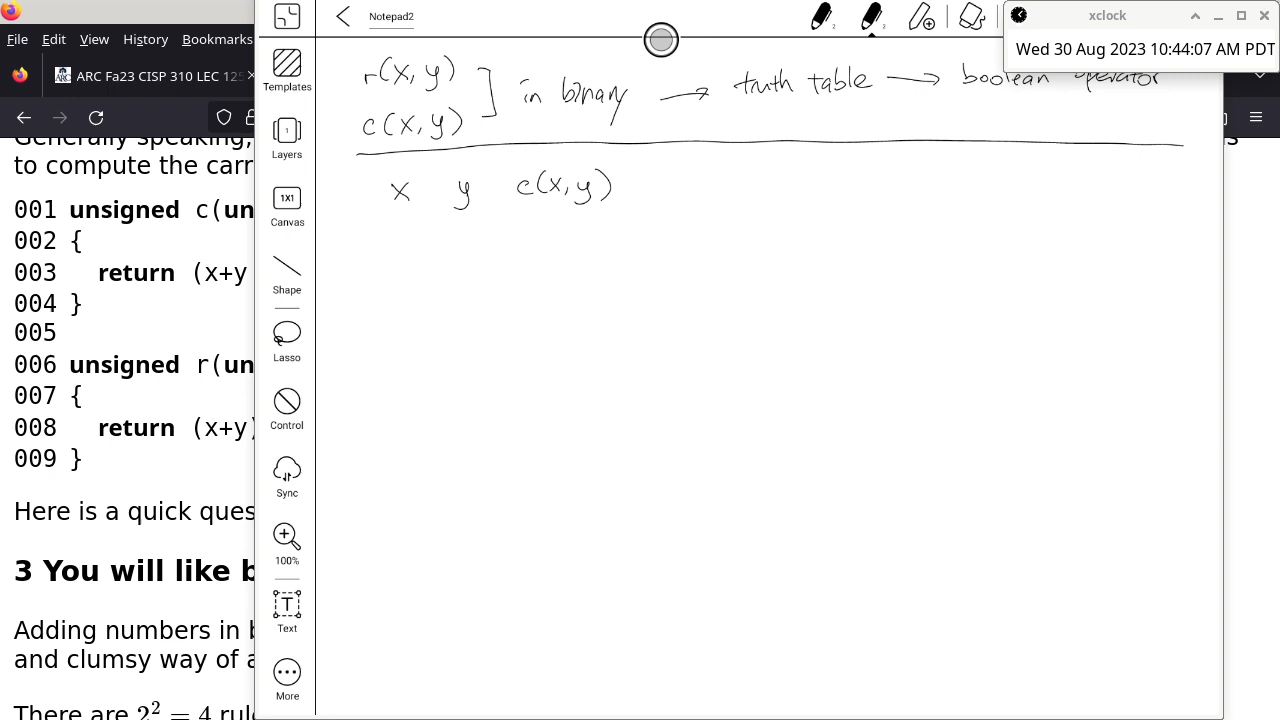 xclock
Wed 30 Aug 2023 10:44:07 AM PDT
File Edit View History Bookmarks
ARC Fa23 CISP 310 LEC 125
Notepad2
Templates
Layers
1X1
Canvas
Shape
Lasso
Control
Sync
100%
Text
More
r(x, y)
c(x, y)
in binary → truth table → boolean operator
x y c(x, y)
Generally speaking,
to compute the carr
001 unsigned c(un
002 {
003 return (x+y
004 }
005
006 unsigned r(un
007 {
008 return (x+y)
009 }
Here is a quick ques
3 You will like b
Adding numbers in b
and clumsy way of a
There are 2² = 4 rul